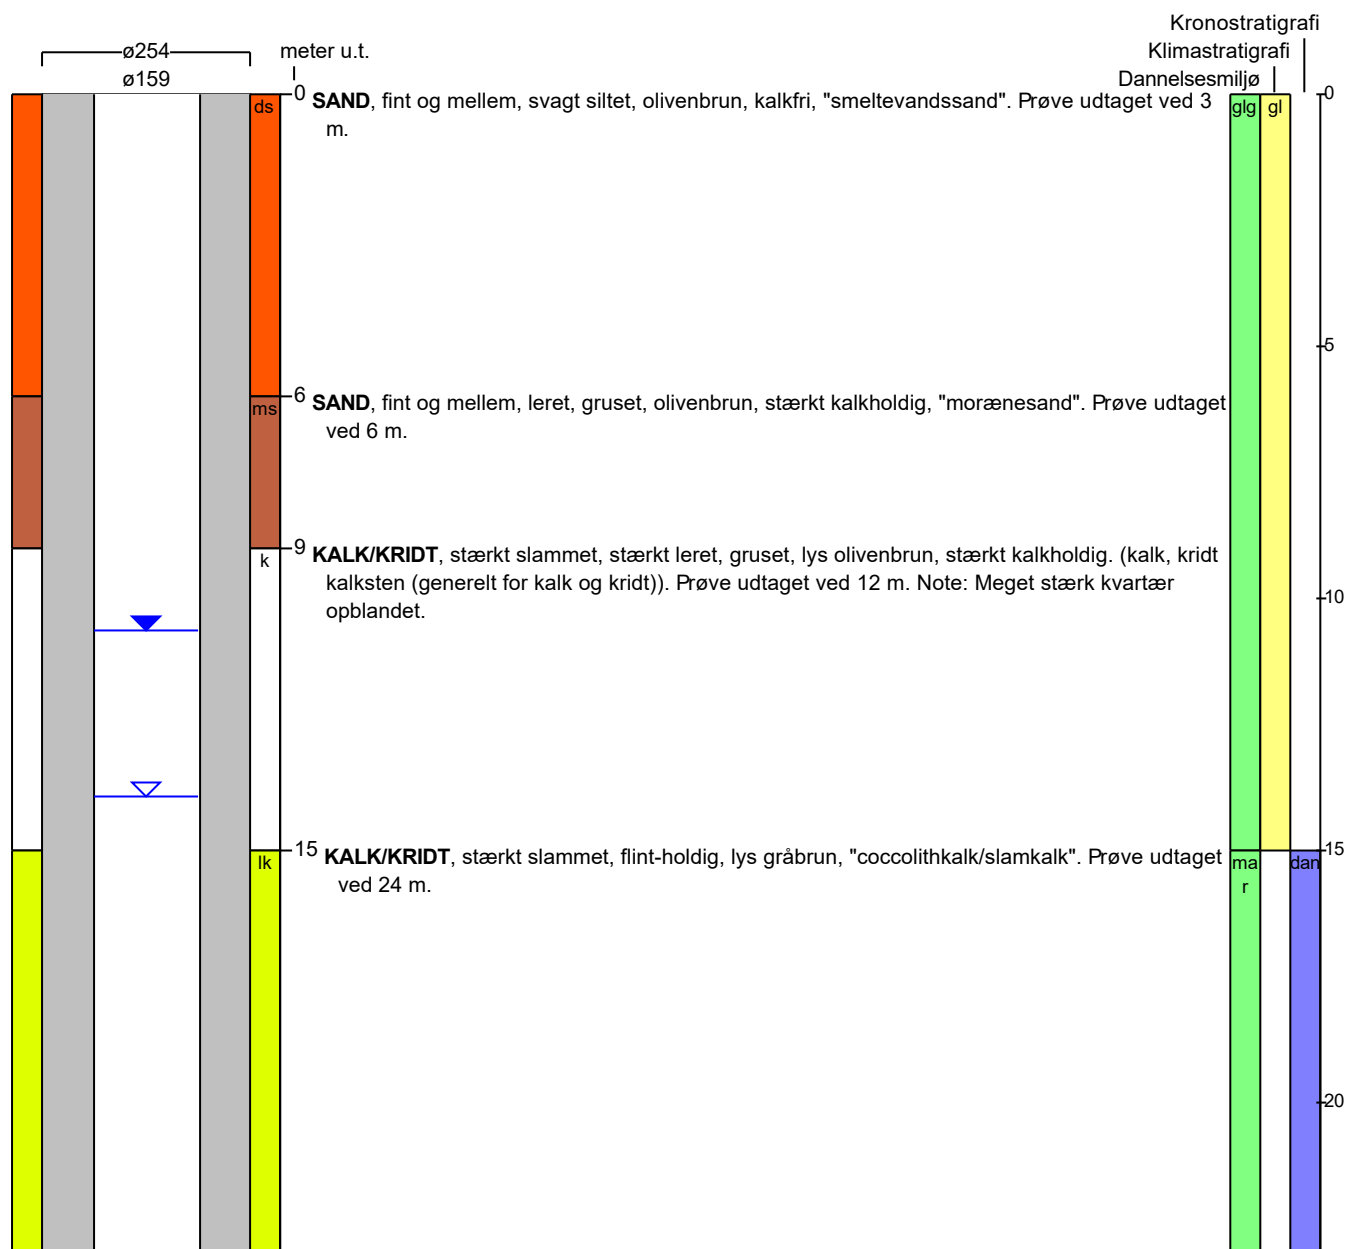 Kronostratigrafi
ø254 meter u.t. Klimastratigrafi
ø159 Dannelsesmiljø
0 SAND, fint og mellem, svagt siltet, olivenbrun, kalkfri, "smeltevandssand". Prøve udtaget ved 3
m.
ds
glg gl
0
5
6 SAND, fint og mellem, leret, gruset, olivenbrun, stærkt kalkholdig, "morænesand". Prøve udtaget
ved 6 m.
ms
9 KALK/KRIDT, stærkt slammet, stærkt leret, gruset, lys olivenbrun, stærkt kalkholdig. (kalk, kridt
kalksten (generelt for kalk og kridt)). Prøve udtaget ved 12 m. Note: Meget stærk kvartær
opblandet.
k
10
15 KALK/KRIDT, stærkt slammet, flint-holdig, lys gråbrun, "coccolithkalk/slamkalk". Prøve udtaget
ved 24 m.
lk
15
ma dan
r
20